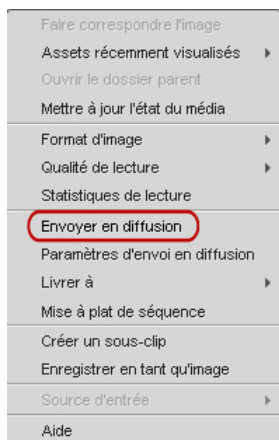 Faire correspondre l'image
Assets récemment visualisés
Ouvrir le dossier parent
Mettre à jour l'état du média
Format d'image
Qualité de lecture
Statistiques de lecture
Envoyer en diffusion
Paramètres d'envoi en diffusion
Livrer à
Mise à plat de séquence
Créer un sous-clip
Enregistrer en tant qu'image
Source d'entrée
Aide